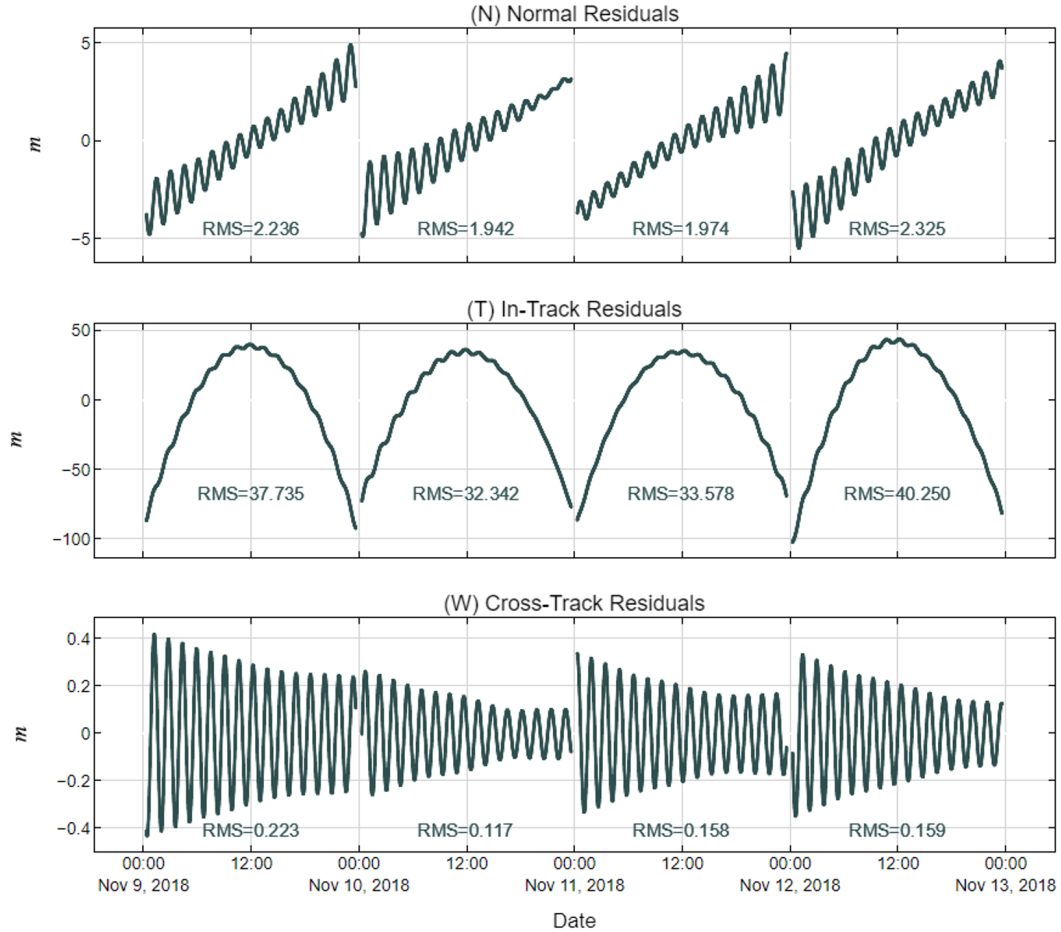 (N) Normal Residuals
5
0
−5
m
RMS=2.236 RMS=1.942 RMS=1.974 RMS=2.325
(T) In-Track Residuals
50
0
−50
−100
m
RMS=37.735 RMS=32.342 RMS=33.578 RMS=40.250
(W) Cross-Track Residuals
0.4
0.2
0
−0.2
−0.4
m
RMS=0.223 RMS=0.117 RMS=0.158 RMS=0.159
00:00 12:00 00:00 12:00 00:00 12:00 00:00 12:00 00:00
Nov 9, 2018 Nov 10, 2018 Nov 11, 2018 Nov 12, 2018 Nov 13, 2018
Date